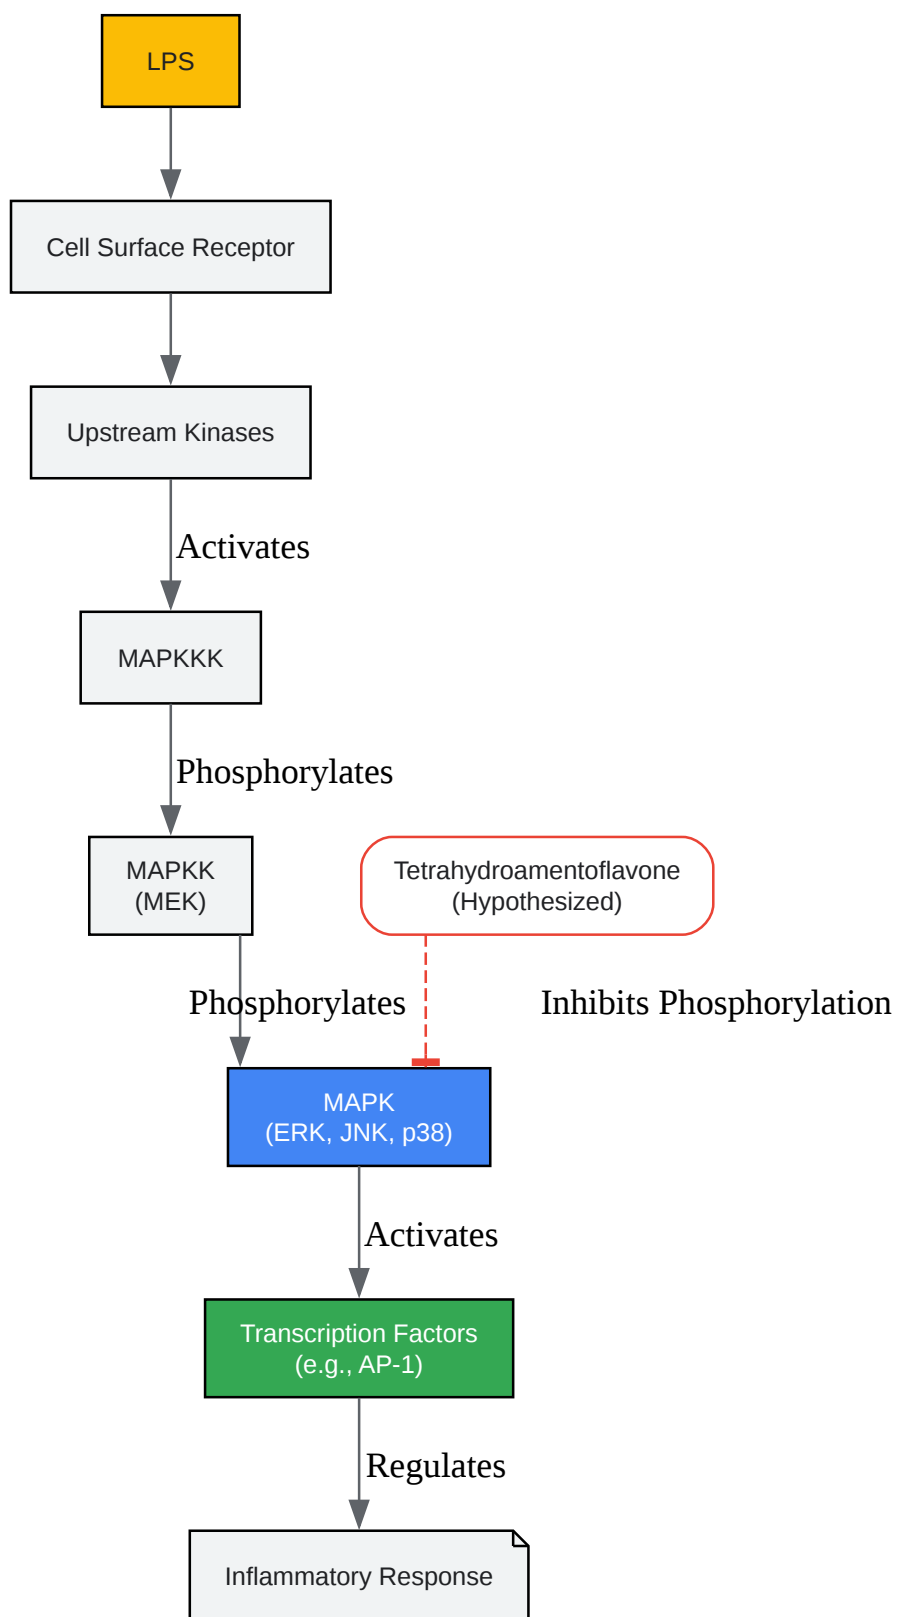 LPS
Cell Surface Receptor
Upstream Kinases
Activates
MAPKKK
Phosphorylates
MAPKK
(MEK)
Tetrahydroamentoflavone
(Hypothesized)
Phosphorylates
Inhibits Phosphorylation
MAPK
(ERK, JNK, p38)
Activates
Transcription Factors
(e.g., AP-1)
Regulates
Inflammatory Response